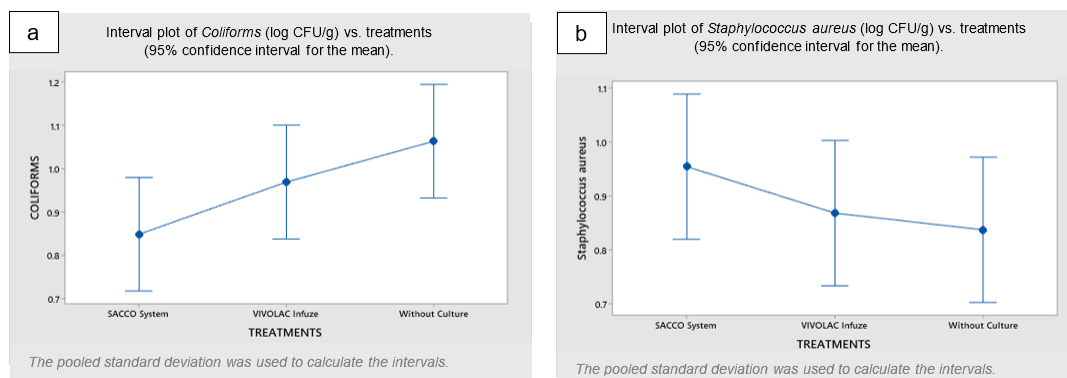 a
Interval plot of Coliforms (log CFU/g) vs. treatments
(95% confidence interval for the mean).
1.2
1.1
1.0
0.9
0.8
0.7
COLIFORMS
SACCO System
VIVOLAC Infuze
Without Culture
TREATMENTS
The pooled standard deviation was used to calculate the intervals.
b
Interval plot of Staphylococcus aureus (log CFU/g) vs. treatments
(95% confidence interval for the mean).
1.1
1.0
0.9
0.8
0.7
Staphylococcus aureus
SACCO System
VIVOLAC Infuze
Without Culture
TREATMENTS
The pooled standard deviation was used to calculate the intervals.